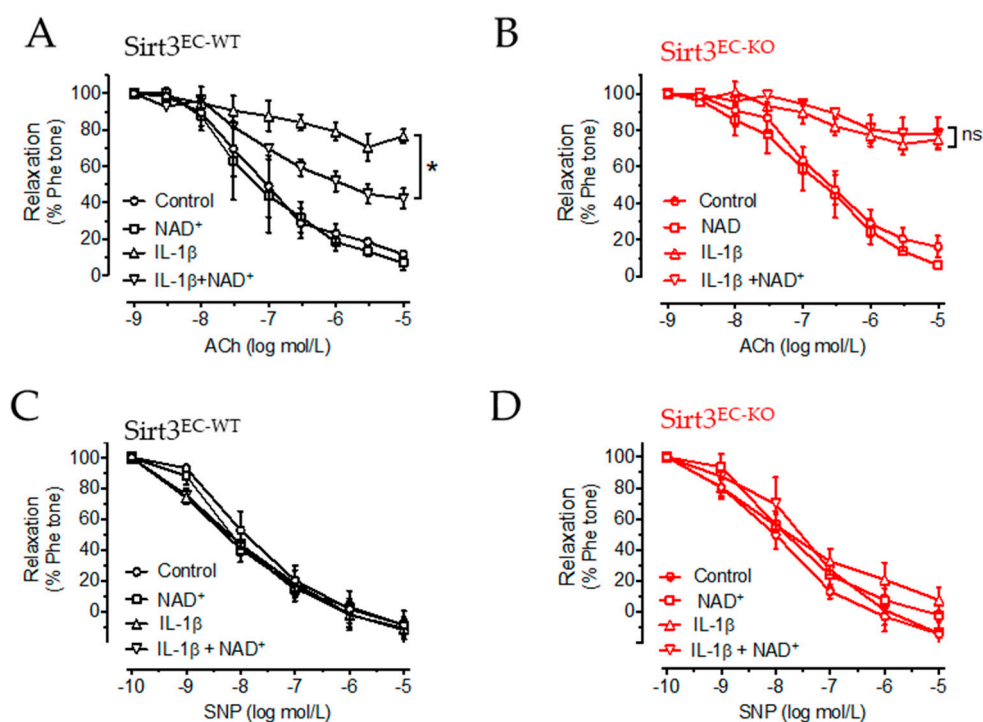 A
Sirt3ᴱᶜ⁻ᵂᵀ
Relaxation
(% Phe tone)
100
80
60
40
20
0
Control
NAD⁺
IL-1β
IL-1β+NAD⁺
*
-9 -8 -7 -6 -5
ACh (log mol/L)
B
Sirt3ᴱᶜ⁻ᴷᴼ
Relaxation
(% Phe tone)
100
80
60
40
20
0
Control
NAD
IL-1β
IL-1β +NAD⁺
ns
-9 -8 -7 -6 -5
ACh (log mol/L)
C
Sirt3ᴱᶜ⁻ᵂᵀ
Relaxation
(% Phe tone)
100
80
60
40
20
0
Control
NAD⁺
IL-1β
IL-1β + NAD⁺
-10 -9 -8 -7 -6 -5
SNP (log mol/L)
D
Sirt3ᴱᶜ⁻ᴷᴼ
Relaxation
(% Phe tone)
100
80
60
40
20
0
Control
NAD⁺
IL-1β
IL-1β + NAD⁺
-10 -9 -8 -7 -6 -5
SNP (log mol/L)